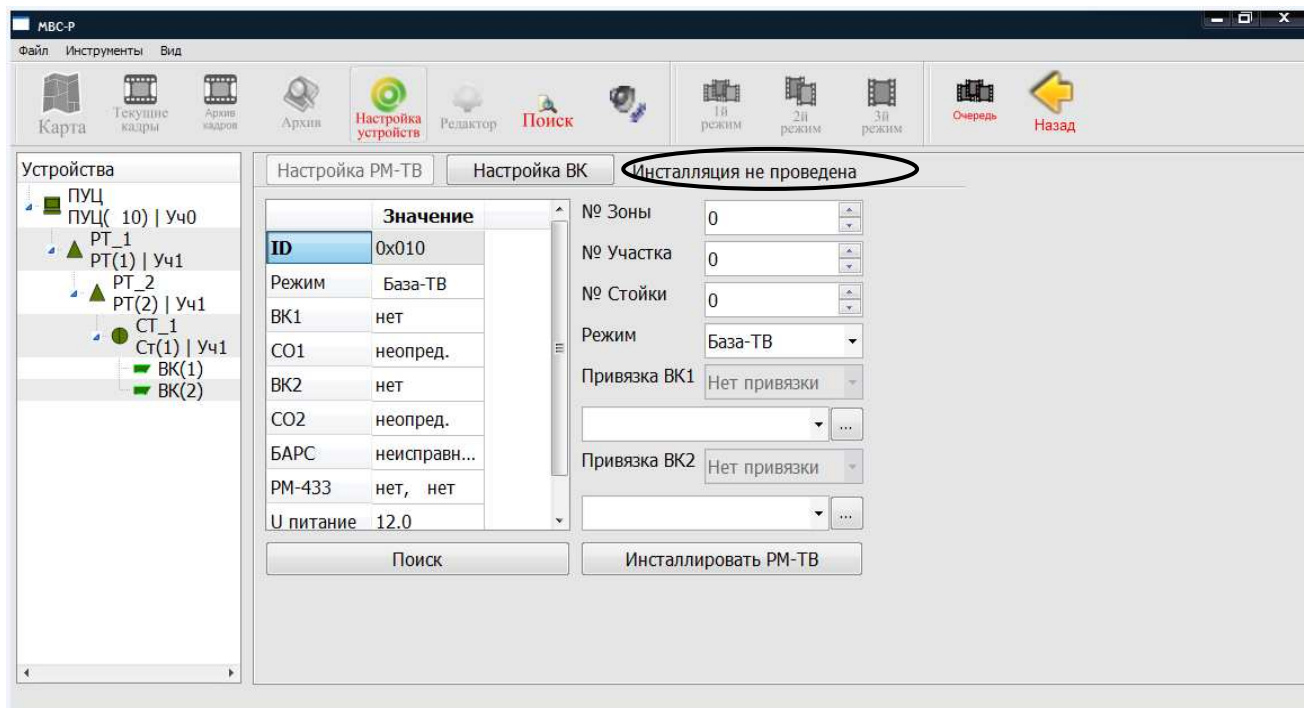 МВС-Р
Файл Инструменты Вид
Карта
Текущие
кадры
Архив
кадров
Архив
Настройка
устройств
Редактор
Поиск
1й
режим
2й
режим
3й
режим
Очередь
Назад
Устройства
ПУЦ
ПУЦ( 10) | Уч0
РТ_1
РТ(1) | Уч1
РТ_2
РТ(2) | Уч1
СТ_1
Ст(1) | Уч1
ВК(1)
ВК(2)
Настройка РМ-ТВ Настройка ВК Инсталляция не проведена
Значение
ID 0x010
Режим База-ТВ
ВК1 нет
СО1 неопред.
ВК2 нет
СО2 неопред.
БАРС неисправн...
РМ-433 нет, нет
U питание 12.0
Поиск
№ Зоны 0
№ Участка 0
№ Стойки 0
Режим База-ТВ
Привязка ВК1 Нет привязки
...
Привязка ВК2 Нет привязки
...
Инсталлировать РМ-ТВ